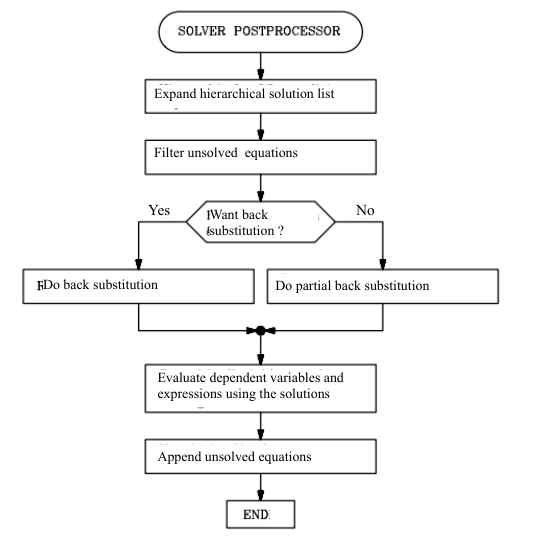 SOLVER POSTPROCESSOR
Expand hierarchical solution list
Filter unsolved equations
Want back
substitution ?
Yes
No
Do back substitution
Do partial back substitution
Evaluate dependent variables and
expressions using the solutions
Append unsolved equations
END